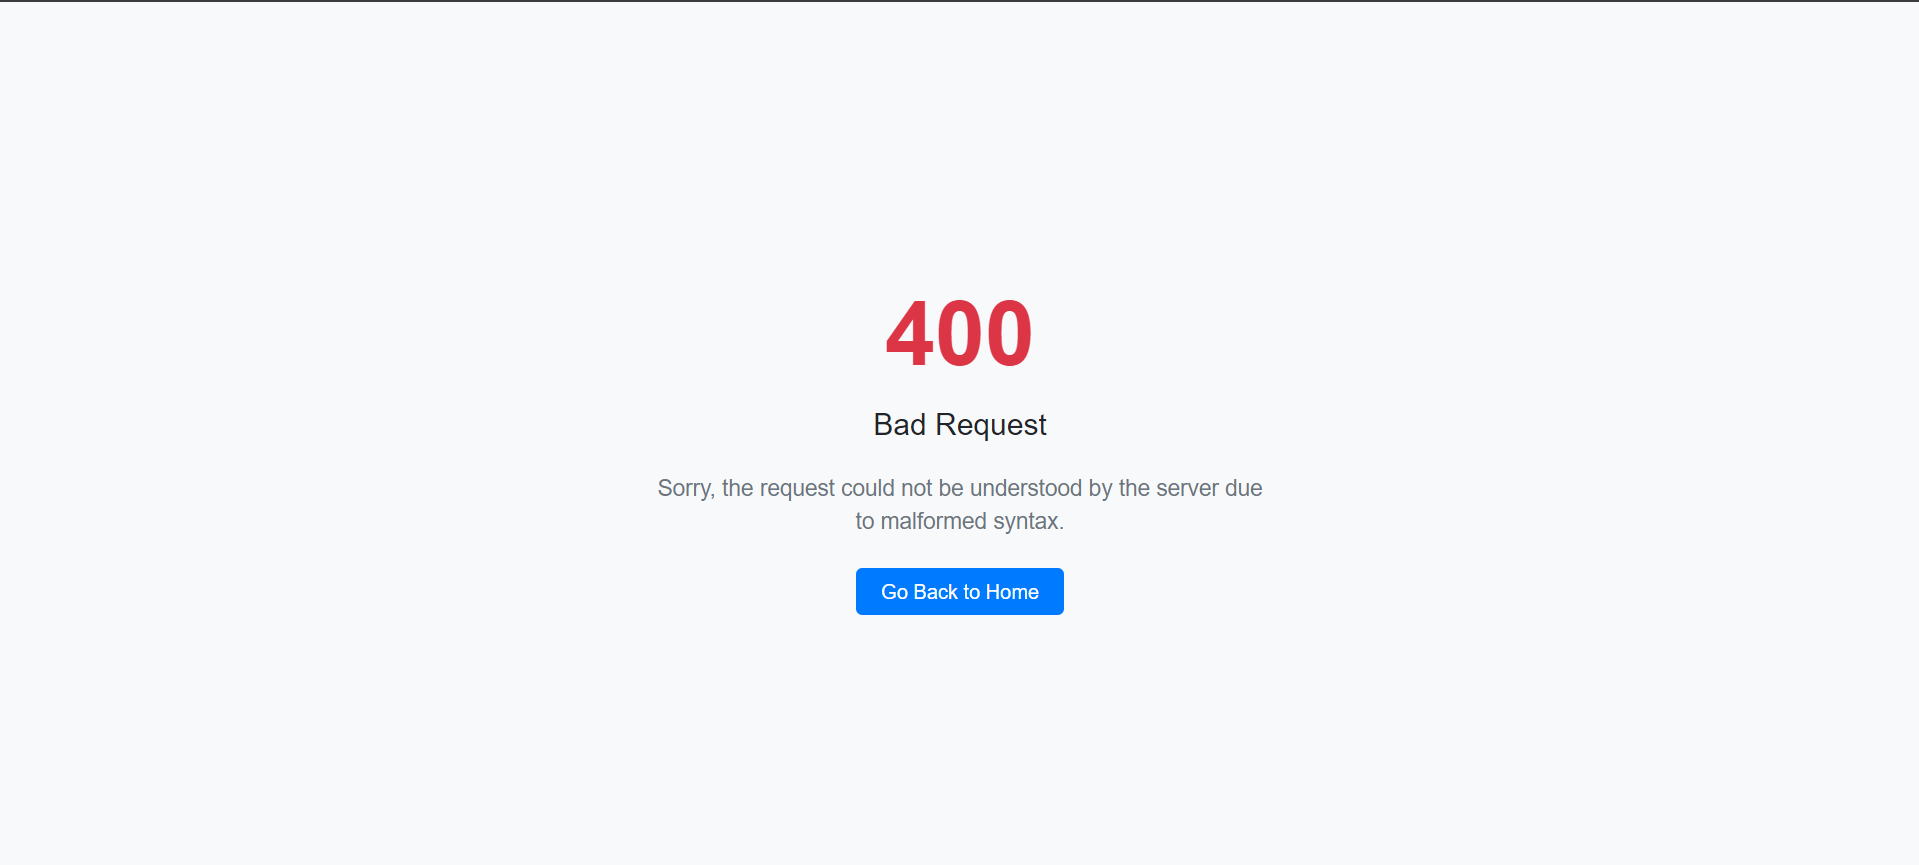 400
Bad Request
Sorry, the request could not be understood by the server due
to malformed syntax.
Go Back to Home